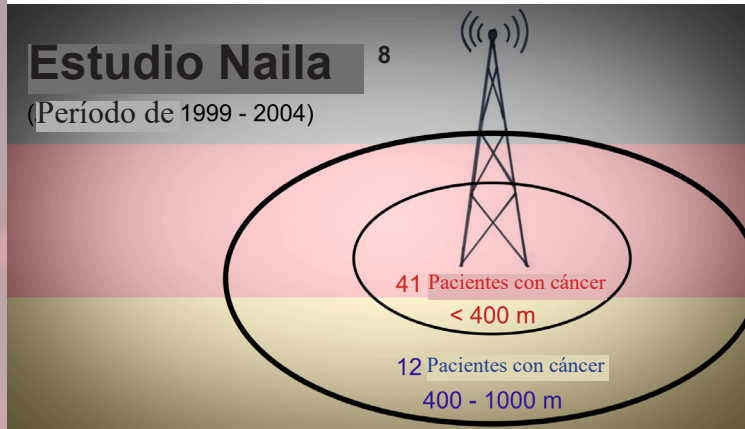 Estudio Naila 8
(Período de 1999 - 2004)
41 Pacientes con cáncer
< 400 m
12 Pacientes con cáncer
400 - 1000 m